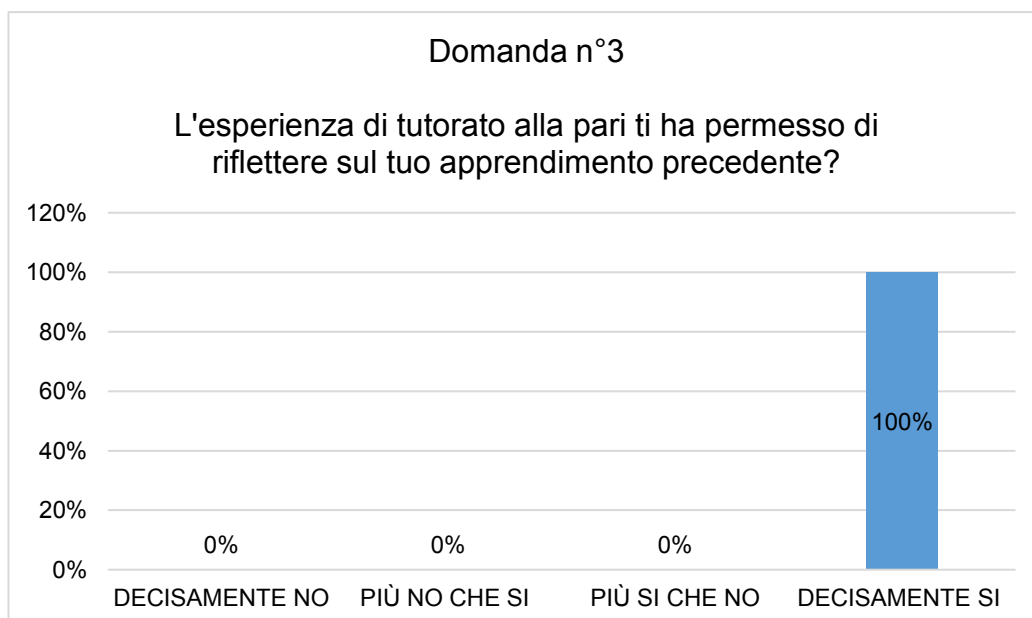 Domanda n°3
L'esperienza di tutorato alla pari ti ha permesso di
riflettere sul tuo apprendimento precedente?
120%
100%
80%
60%
40%
20%
0%
0%
0%
0%
100%
DECISAMENTE NO
PIÙ NO CHE SI
PIÙ SI CHE NO
DECISAMENTE SI